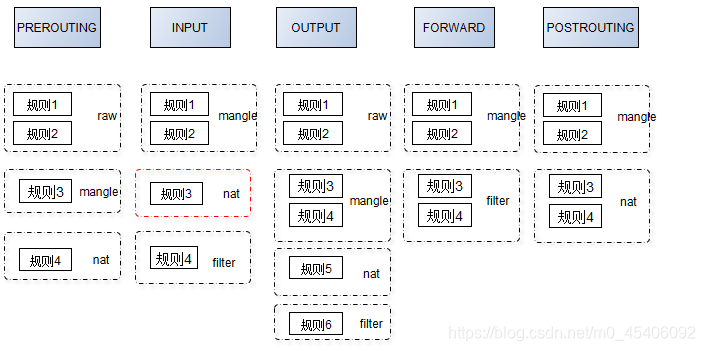 PREROUTING
INPUT
OUTPUT
FORWARD
POSTROUTING
规则1
规则2
raw
规则3
mangle
规则4
nat
规则1
规则2
mangle
规则3
nat
规则4
filter
规则1
规则2
raw
规则3
规则4
mangle
规则5
nat
规则6
filter
规则1
规则2
mangle
规则3
规则4
filter
规则1
规则2
mangle
规则3
规则4
nat
https://blog.csdn.net/m0_45406092